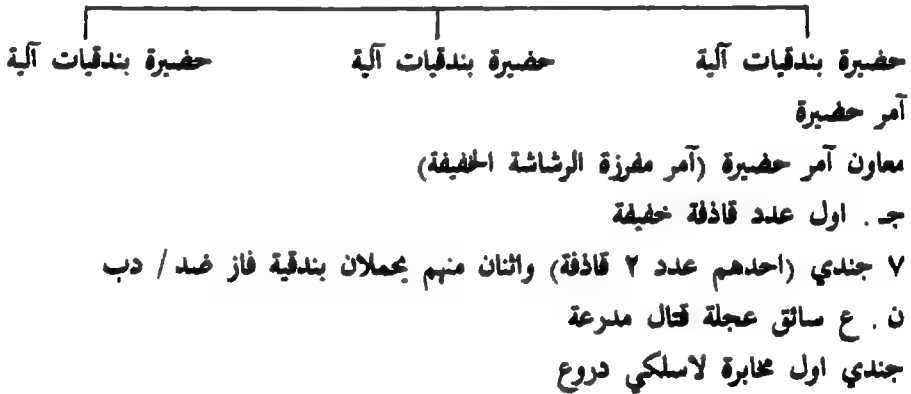 حضيرة بندقيات آلية حضيرة بندقيات آلية حضيرة بندقيات آلية
آمر حضيرة
معاون آمر حضيرة (آمر مفرزة الرشاشة الخفيفة)
جـ . اول عدد قاذفة خفيفة
٧ جندي (احدهم عدد ٢ قاذفة) واثنان منهم يحملان بندقية فاز ضد / دب
ن . ع سائق عجلة قتال مدرعة
جندي اول مخابرة لاسلكي دروع